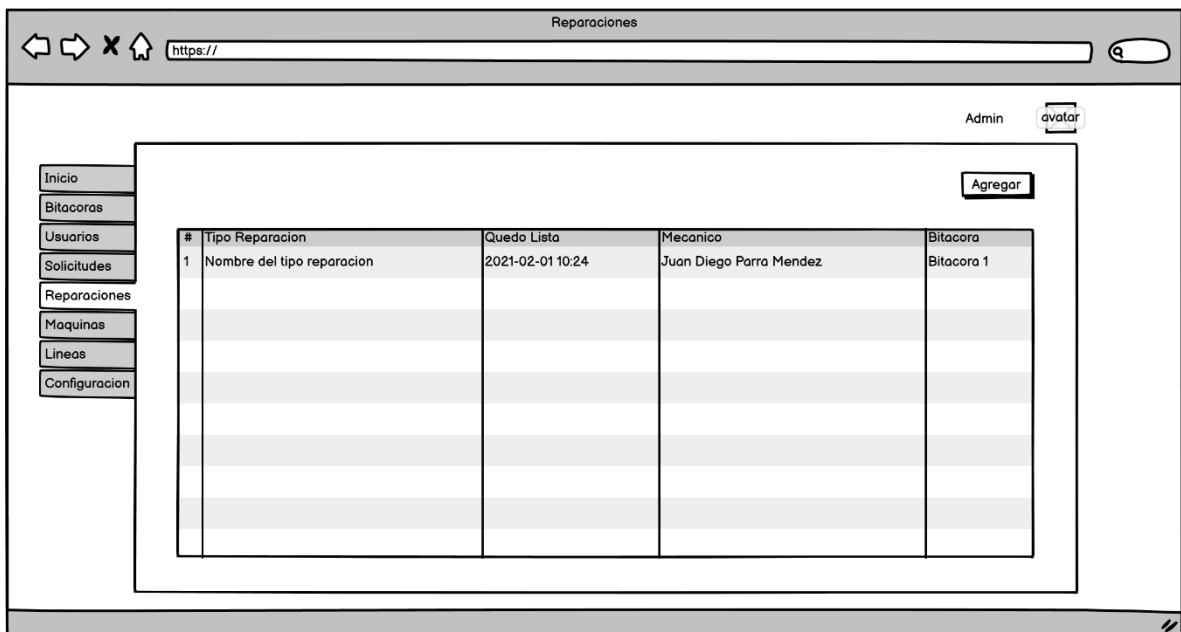 Reparaciones
https://
Admin
avatar
Agregar
Inicio
Bitacoras
Usuarios
Solicitudes
Reparaciones
Maquinas
Lineas
Configuracion
# Tipo Reparacion Quedo Lista Mecanico Bitacora
1 Nombre del tipo reparacion 2021-02-01 10:24 Juan Diego Parra Mendez Bitacora 1